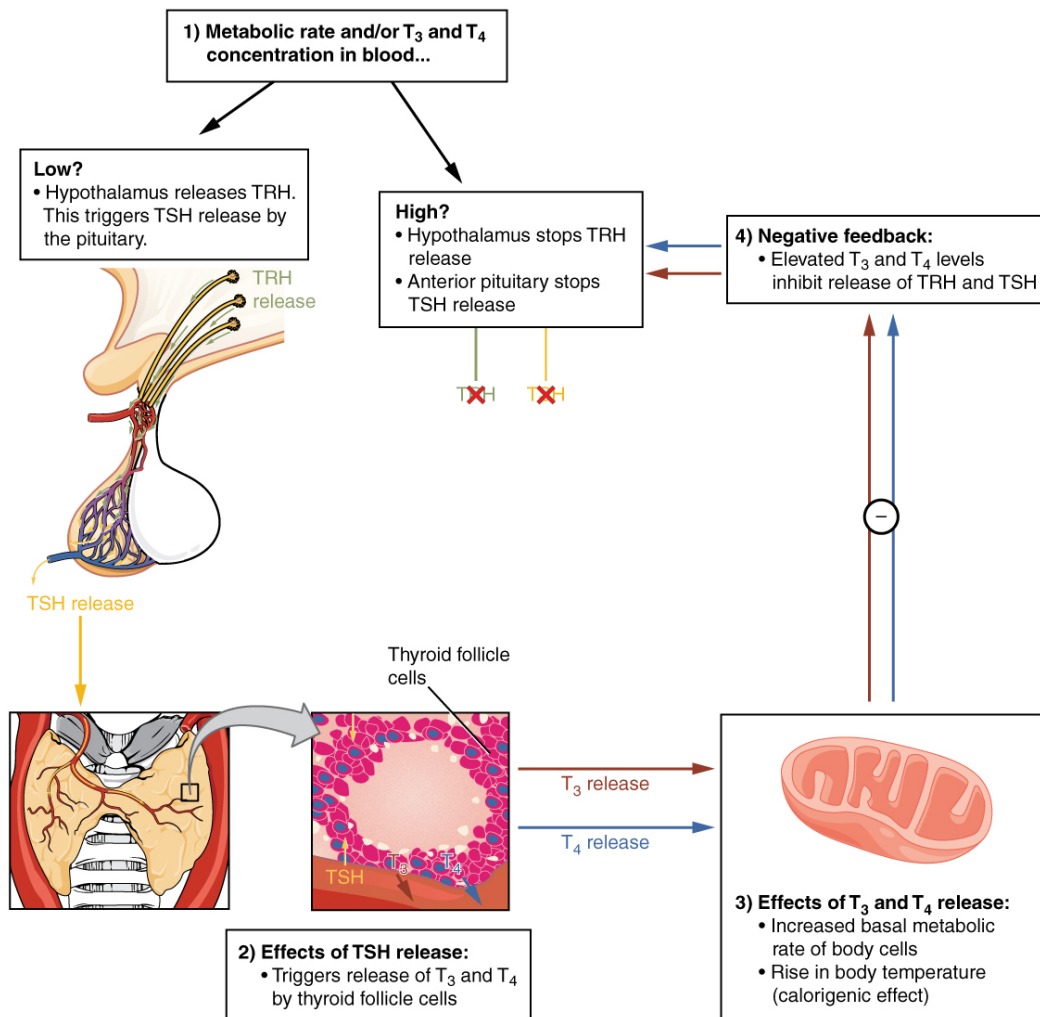 1) Metabolic rate and/or T₃ and T₄
concentration in blood...
Low?
• Hypothalamus releases TRH.
This triggers TSH release by
the pituitary.
High?
• Hypothalamus stops TRH
release
• Anterior pituitary stops
TSH release
4) Negative feedback:
• Elevated T₃ and T₄ levels
inhibit release of TRH and TSH
TRH
release
TRH
TSH
−
TSH release
Thyroid follicle
cells
T₃ release
T₄ release
TSH
T₃
T₄
2) Effects of TSH release:
• Triggers release of T₃ and T₄
by thyroid follicle cells
3) Effects of T₃ and T₄ release:
• Increased basal metabolic
rate of body cells
• Rise in body temperature
(calorigenic effect)